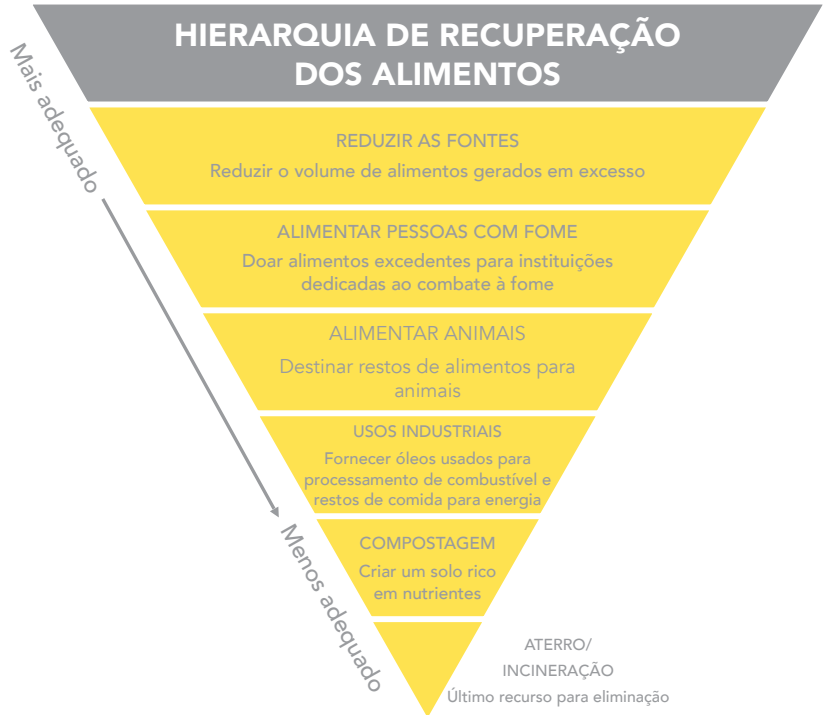 HIERARQUIA DE RECUPERAÇÃO
DOS ALIMENTOS
Mais adequado
REDUZIR AS FONTES
Reduzir o volume de alimentos gerados em excesso
ALIMENTAR PESSOAS COM FOME
Doar alimentos excedentes para instituições
dedicadas ao combate à fome
ALIMENTAR ANIMAIS
Destinar restos de alimentos para
animais
USOS INDUSTRIAIS
Fornecer óleos usados para
processamento de combustível e
restos de comida para energia
Menos adequado
COMPOSTAGEM
Criar um solo rico
em nutrientes
ATERRO/
INCINERAÇÃO
Último recurso para eliminação